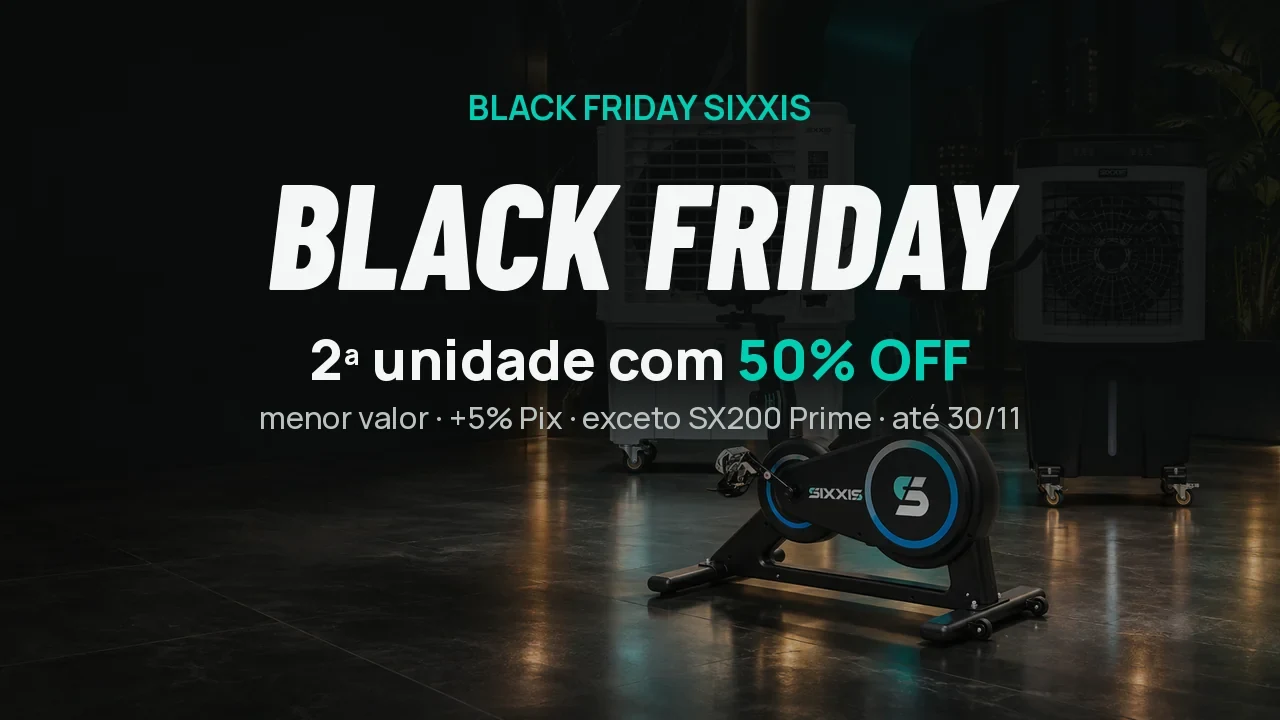 BLACK FRIDAY SIXXIS
BLACK FRIDAY
2ª unidade com 50% OFF
menor valor · +5% Pix · exceto SX200 Prime · até 30/11
SIXXIS
S